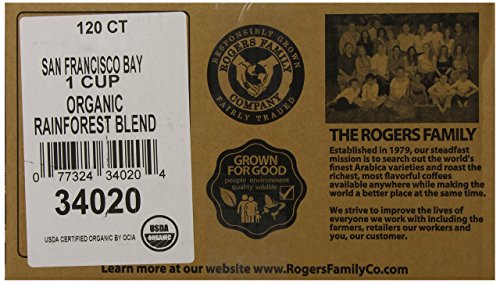 120 CT
SAN FRANCISCO BAY
1 CUP
ORGANIC
RAINFOREST BLEND
0 77324 34020 4
34020
USDA CERTIFIED ORGANIC BY OCIA
USDA
ORGANIC
RESPONSIBLY GROWN
ROGERS FAMILY
COMPANY
FAIRLY TRADED
GROWN
FOR GOOD
people environment
quality wildlife
THE ROGERS FAMILY
Established in 1979, our steadfast
mission is to search out the world's
finest Arabica varieties and roast the
richest, most flavorful coffees
available anywhere while making the
world a better place at the same time.
We strive to improve the lives of
everyone we work with including the
farmers, retailers our workers and
you, our customer.
Learn more at our website www.RogersFamilyCo.com